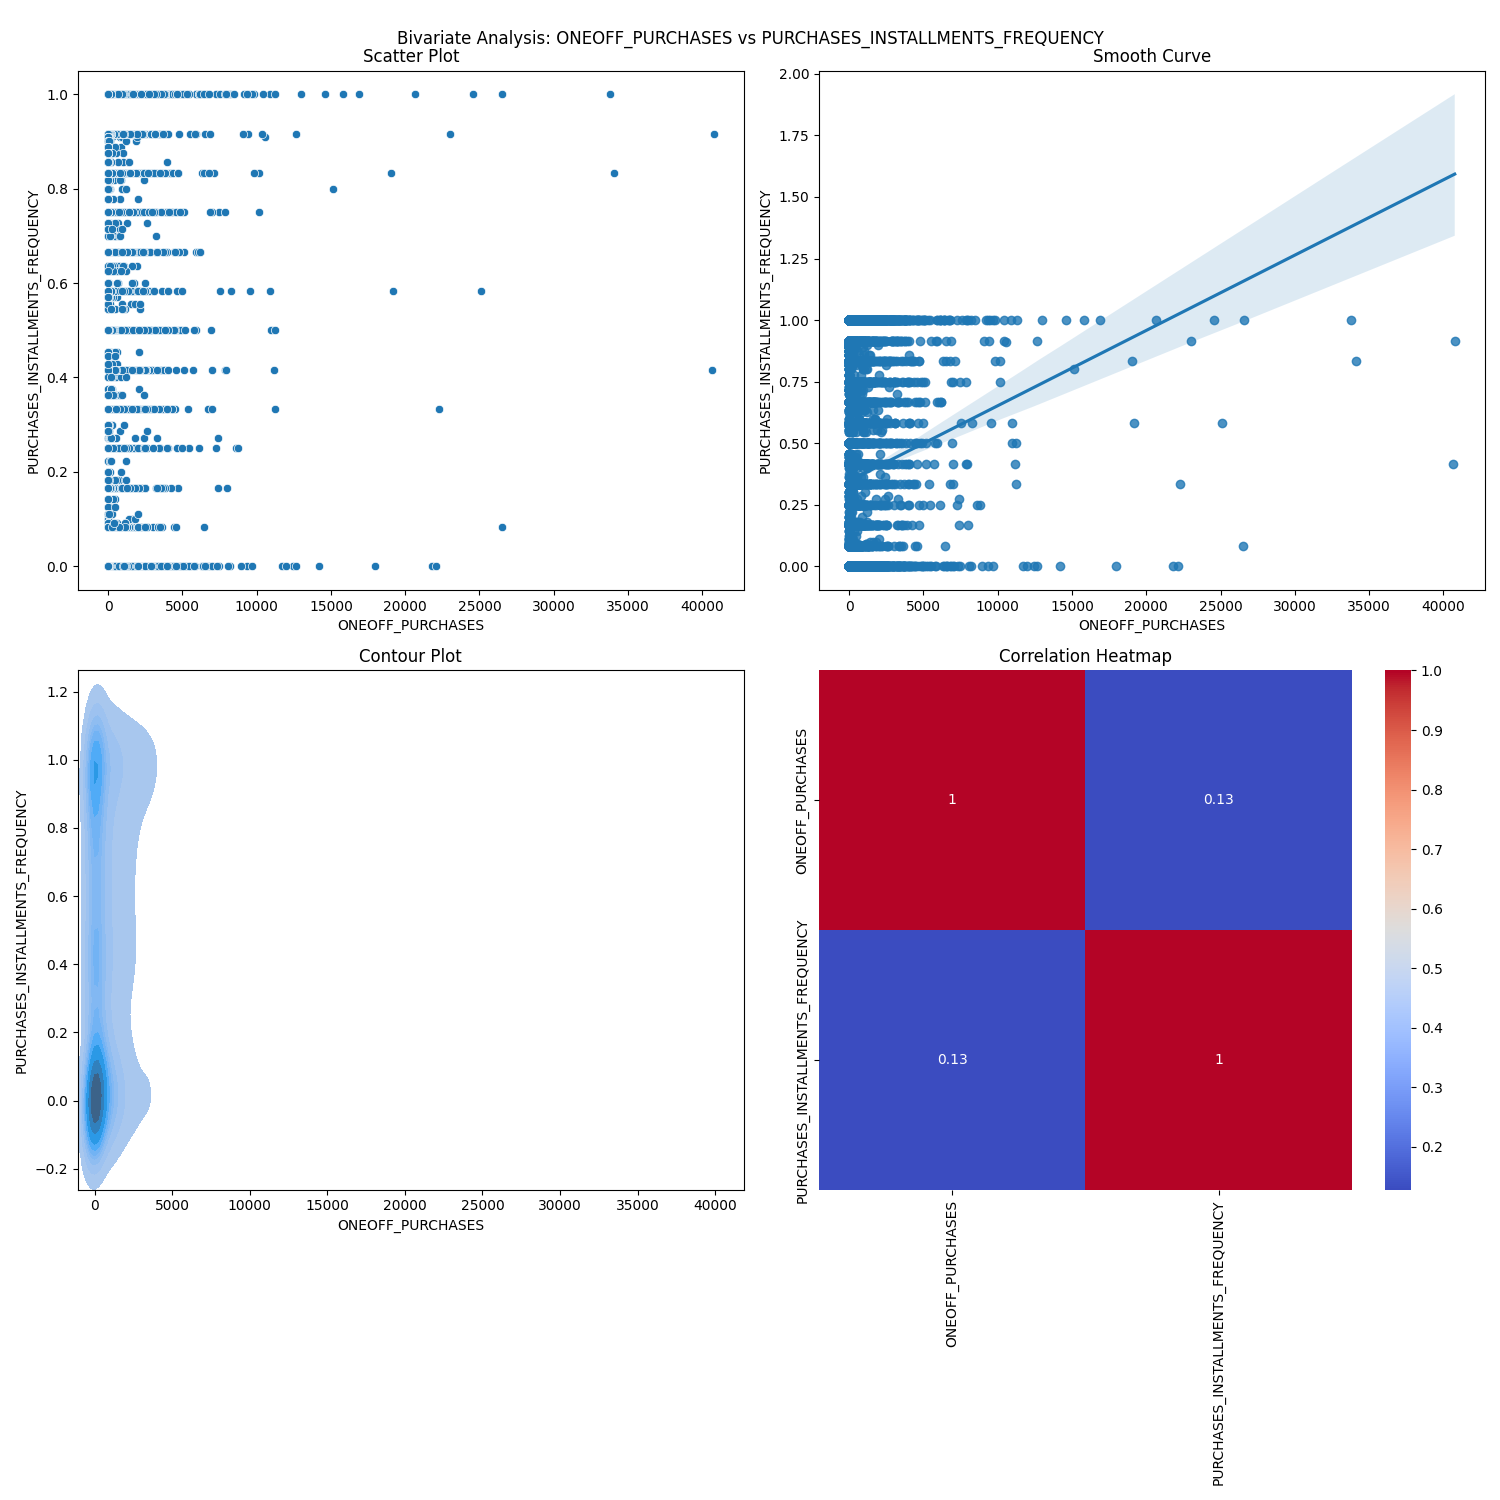 Bivariate Analysis: ONEOFF_PURCHASES vs PURCHASES_INSTALLMENTS_FREQUENCY
Scatter Plot
PURCHASES_INSTALLMENTS_FREQUENCY
1.0
0.8
0.6
0.4
0.2
0.0
0 5000 10000 15000 20000 25000 30000 35000 40000
ONEOFF_PURCHASES
Smooth Curve
PURCHASES_INSTALLMENTS_FREQUENCY
2.00
1.75
1.50
1.25
1.00
0.75
0.50
0.25
0.00
0 5000 10000 15000 20000 25000 30000 35000 40000
ONEOFF_PURCHASES
Contour Plot
PURCHASES_INSTALLMENTS_FREQUENCY
1.2
1.0
0.8
0.6
0.4
0.2
0.0
−0.2
0 5000 10000 15000 20000 25000 30000 35000 40000
ONEOFF_PURCHASES
Correlation Heatmap
ONEOFF_PURCHASES
PURCHASES_INSTALLMENTS_FREQUENCY
1 0.13
0.13 1
ONEOFF_PURCHASES
PURCHASES_INSTALLMENTS_FREQUENCY
1.0
0.9
0.8
0.7
0.6
0.5
0.4
0.3
0.2